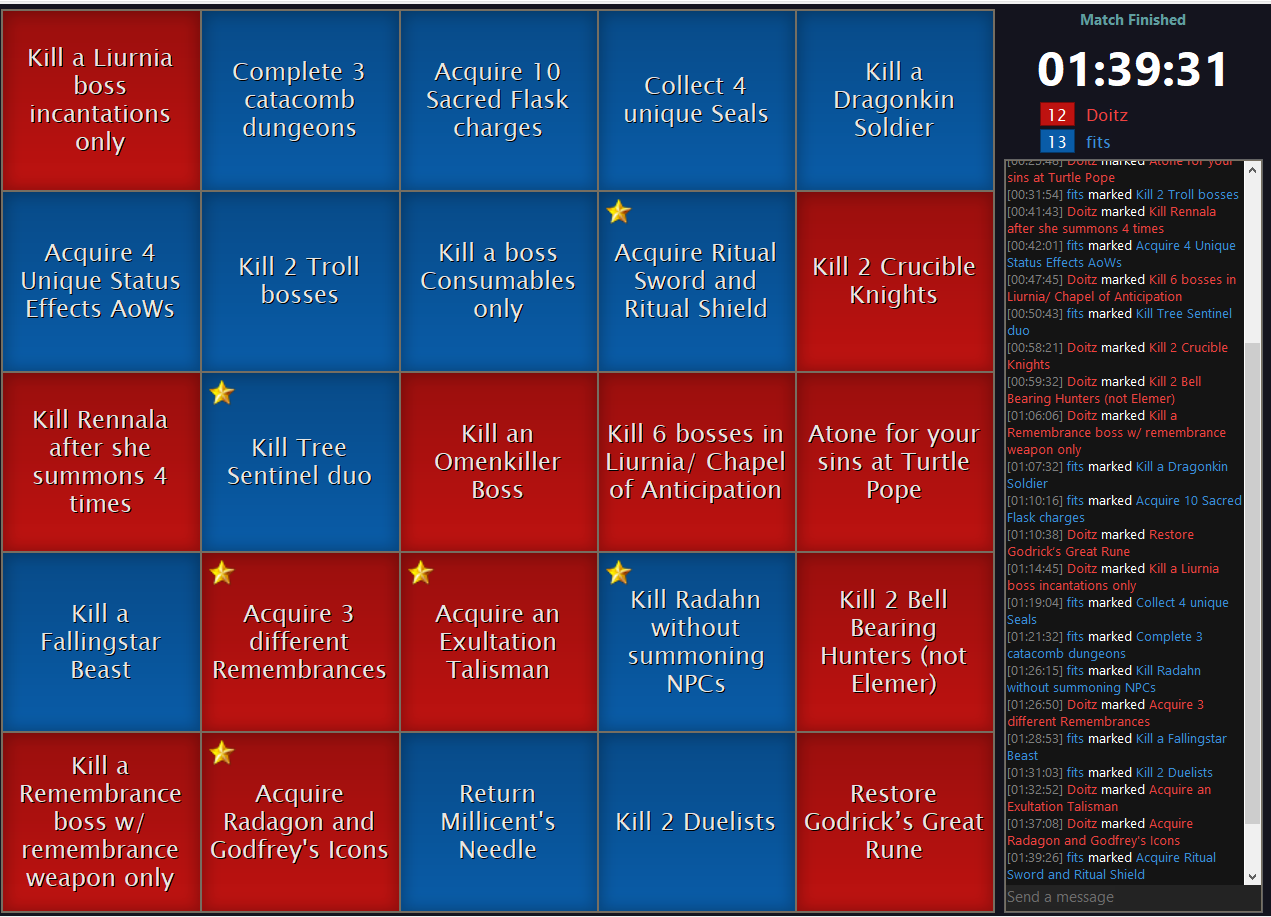 Kill a Liurnia
boss
incantations
only
Complete 3
catacomb
dungeons
Acquire 10
Sacred Flask
charges
Collect 4
unique Seals
Kill a
Dragonkin
Soldier
Acquire 4
Unique Status
Effects AoWs
Kill 2 Troll
bosses
Kill a boss
Consumables
only
Acquire Ritual
Sword and
Ritual Shield
Kill 2 Crucible
Knights
Kill Rennala
after she
summons 4
times
Kill Tree
Sentinel duo
Kill an
Omenkiller
Boss
Kill 6 bosses in
Liurnia/ Chapel
of Anticipation
Atone for your
sins at Turtle
Pope
Kill a
Fallingstar
Beast
Acquire 3
different
Remembrances
Acquire an
Exultation
Talisman
Kill Radahn
without
summoning
NPCs
Kill 2 Bell
Bearing
Hunters (not
Elemer)
Kill a
Remembrance
boss w/
remembrance
weapon only
Acquire
Radagon and
Godfrey's Icons
Return
Millicent's
Needle
Kill 2 Duelists
Restore
Godrick’s Great
Rune
Match Finished
01:39:31
12 Doitz
13 fits
[00:25:48] Doitz marked Atone for your
sins at Turtle Pope
[00:31:54] fits marked Kill 2 Troll bosses
[00:41:43] Doitz marked Kill Rennala
after she summons 4 times
[00:42:01] fits marked Acquire 4 Unique
Status Effects AoWs
[00:47:45] Doitz marked Kill 6 bosses in
Liurnia/ Chapel of Anticipation
[00:50:43] fits marked Kill Tree Sentinel
duo
[00:58:21] Doitz marked Kill 2 Crucible
Knights
[00:59:32] Doitz marked Kill 2 Bell
Bearing Hunters (not Elemer)
[01:06:06] Doitz marked Kill a
Remembrance boss w/ remembrance
weapon only
[01:07:32] fits marked Kill a Dragonkin
Soldier
[01:10:16] fits marked Acquire 10 Sacred
Flask charges
[01:10:38] Doitz marked Restore
Godrick's Great Rune
[01:14:45] Doitz marked Kill a Liurnia
boss incantations only
[01:19:04] fits marked Collect 4 unique
Seals
[01:21:32] fits marked Complete 3
catacomb dungeons
[01:26:15] fits marked Kill Radahn
without summoning NPCs
[01:26:50] Doitz marked Acquire 3
different Remembrances
[01:28:53] fits marked Kill a Fallingstar
Beast
[01:31:03] fits marked Kill 2 Duelists
[01:32:52] Doitz marked Acquire an
Exultation Talisman
[01:37:08] Doitz marked Acquire
Radagon and Godfrey's Icons
[01:39:26] fits marked Acquire Ritual
Sword and Ritual Shield
Send a message